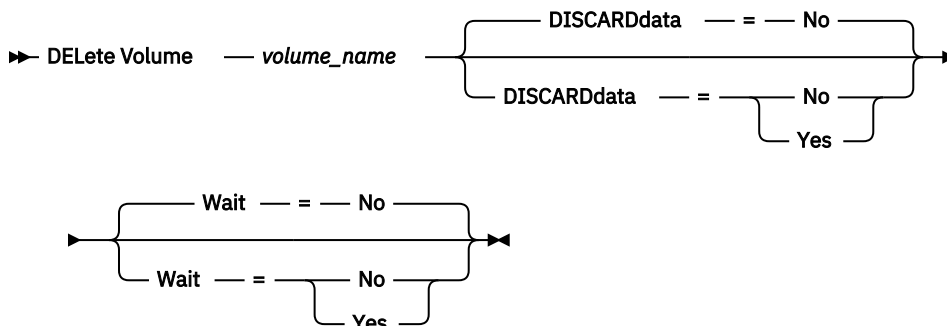 DISCARDdata = No
DELete Volume volume_name
DISCARDdata = No
Yes
Wait = No
Wait = No
Yes